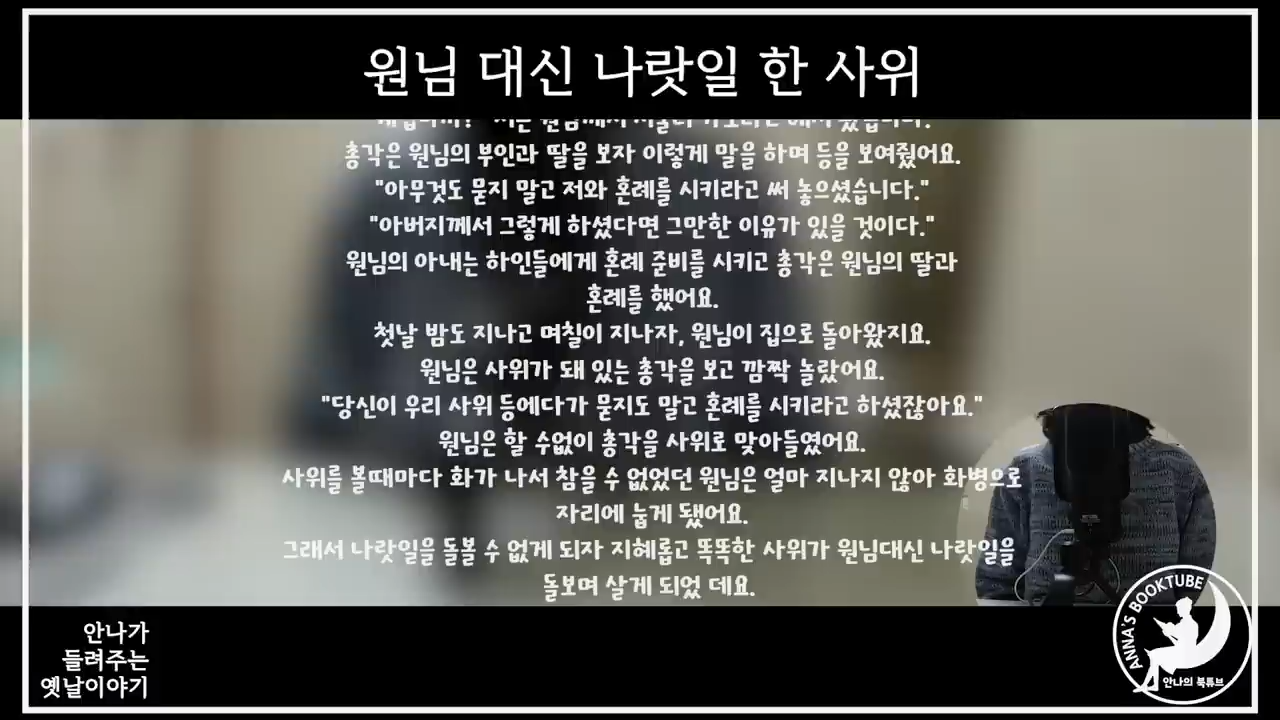 원님 대신 나랏일 한 사위
총각은 원님의 부인과 딸을 보자 이렇게 말을 하며 등을 보여줬어요.
"아무것도 묻지 말고 저와 혼례를 시키라고 써 놓으셨습니다."
"아버지께서 그렇게 하셨다면 그만한 이유가 있을 것이다."
원님의 아내는 하인들에게 혼례 준비를 시키고 총각은 원님의 딸과
혼례를 했어요.
첫날 밤도 지나고 며칠이 지나자, 원님이 집으로 돌아왔지요.
원님은 사위가 돼 있는 총각을 보고 깜짝 놀랐어요.
"당신이 우리 사위 등에다가 묻지도 말고 혼례를 시키라고 하셨잖아요."
원님은 할 수없이 총각을 사위로 맞아들였어요.
사위를 볼때마다 화가 나서 참을 수 없었던 원님은 얼마 지나지 않아 화병으로
자리에 눕게 됐어요.
그래서 나랏일을 돌볼 수 없게 되자 지혜롭고 똑똑한 사위가 원님대신 나랏일을
돌보며 살게 되었 데요.
안나가
들려주는
옛날이야기
ANNA'S BOOKTUBE
안나의 북튜브